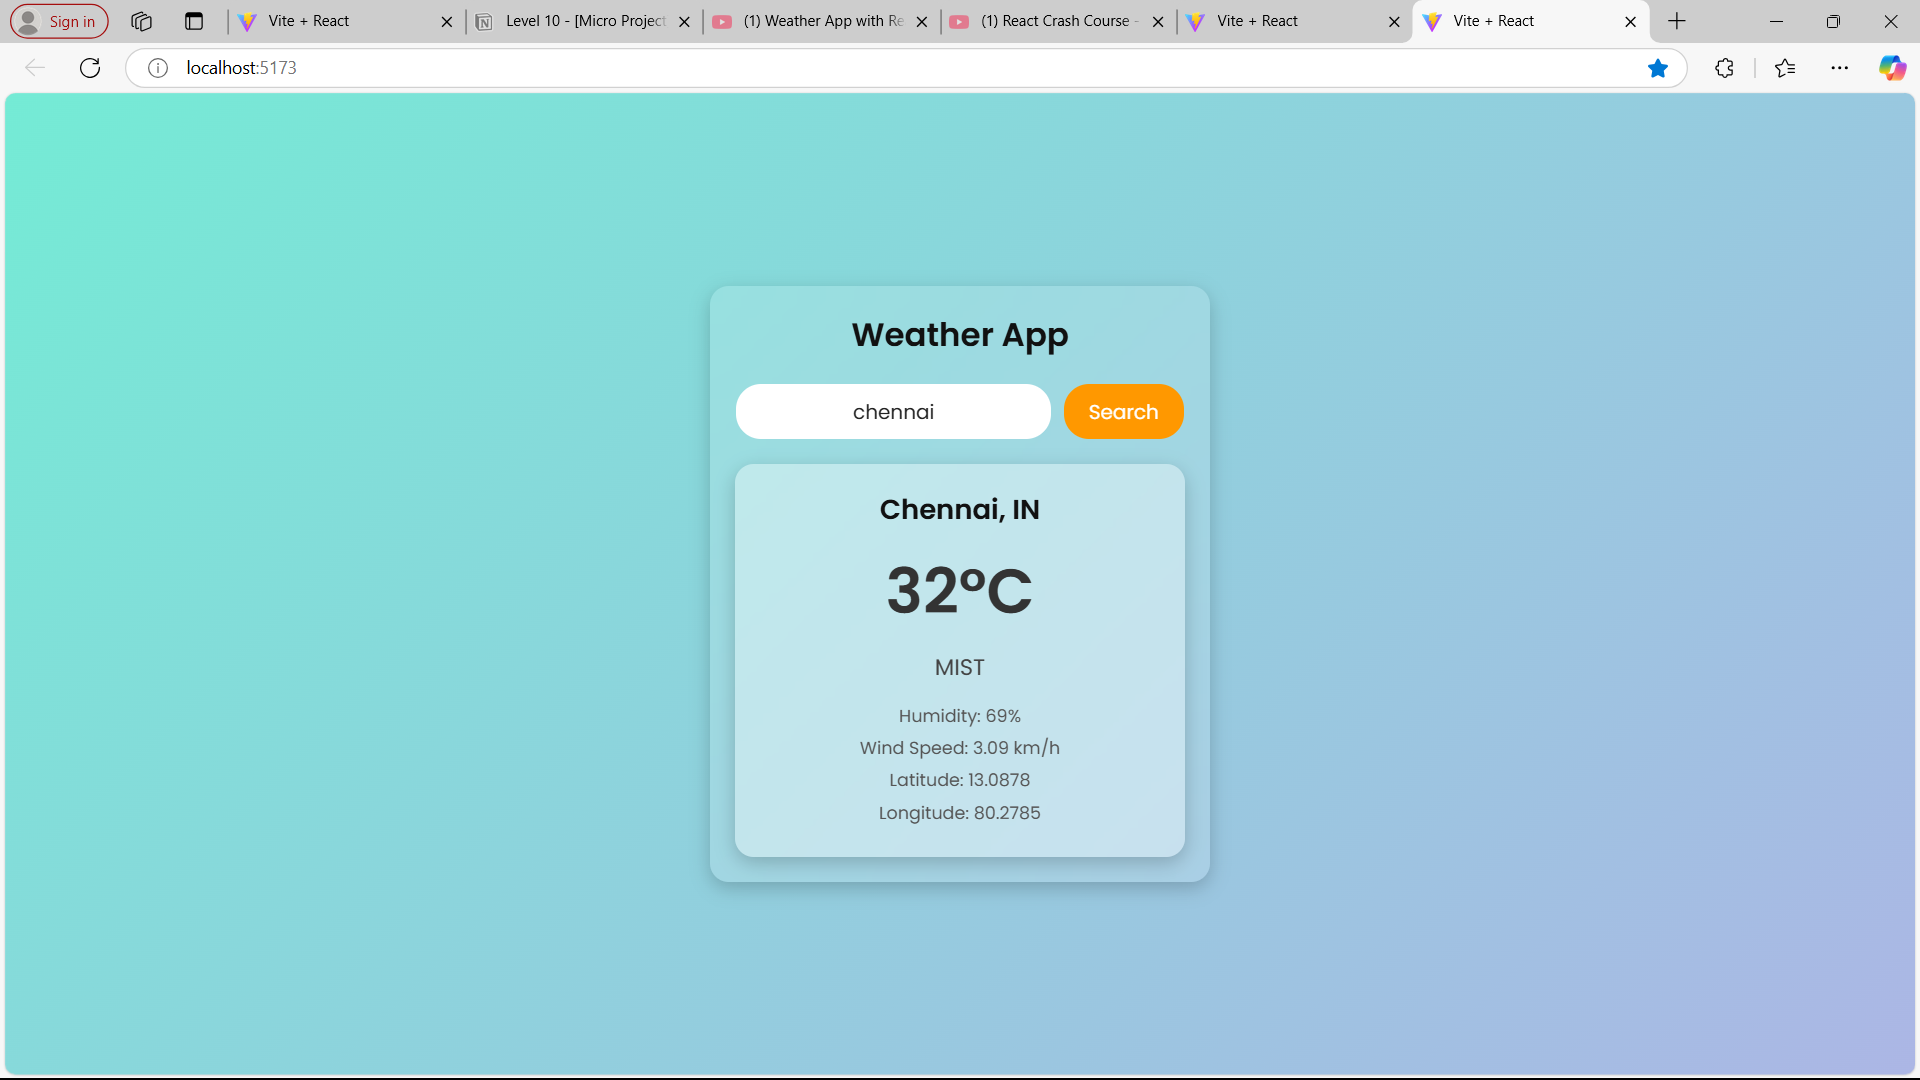 Sign in
Vite + React
Level 10 - [Micro Project
(1) Weather App with Re
(1) React Crash Course -
Vite + React
Vite + React
localhost:5173
Weather App
chennai
Search
Chennai, IN
32°C
MIST
Humidity: 69%
Wind Speed: 3.09 km/h
Latitude: 13.0878
Longitude: 80.2785